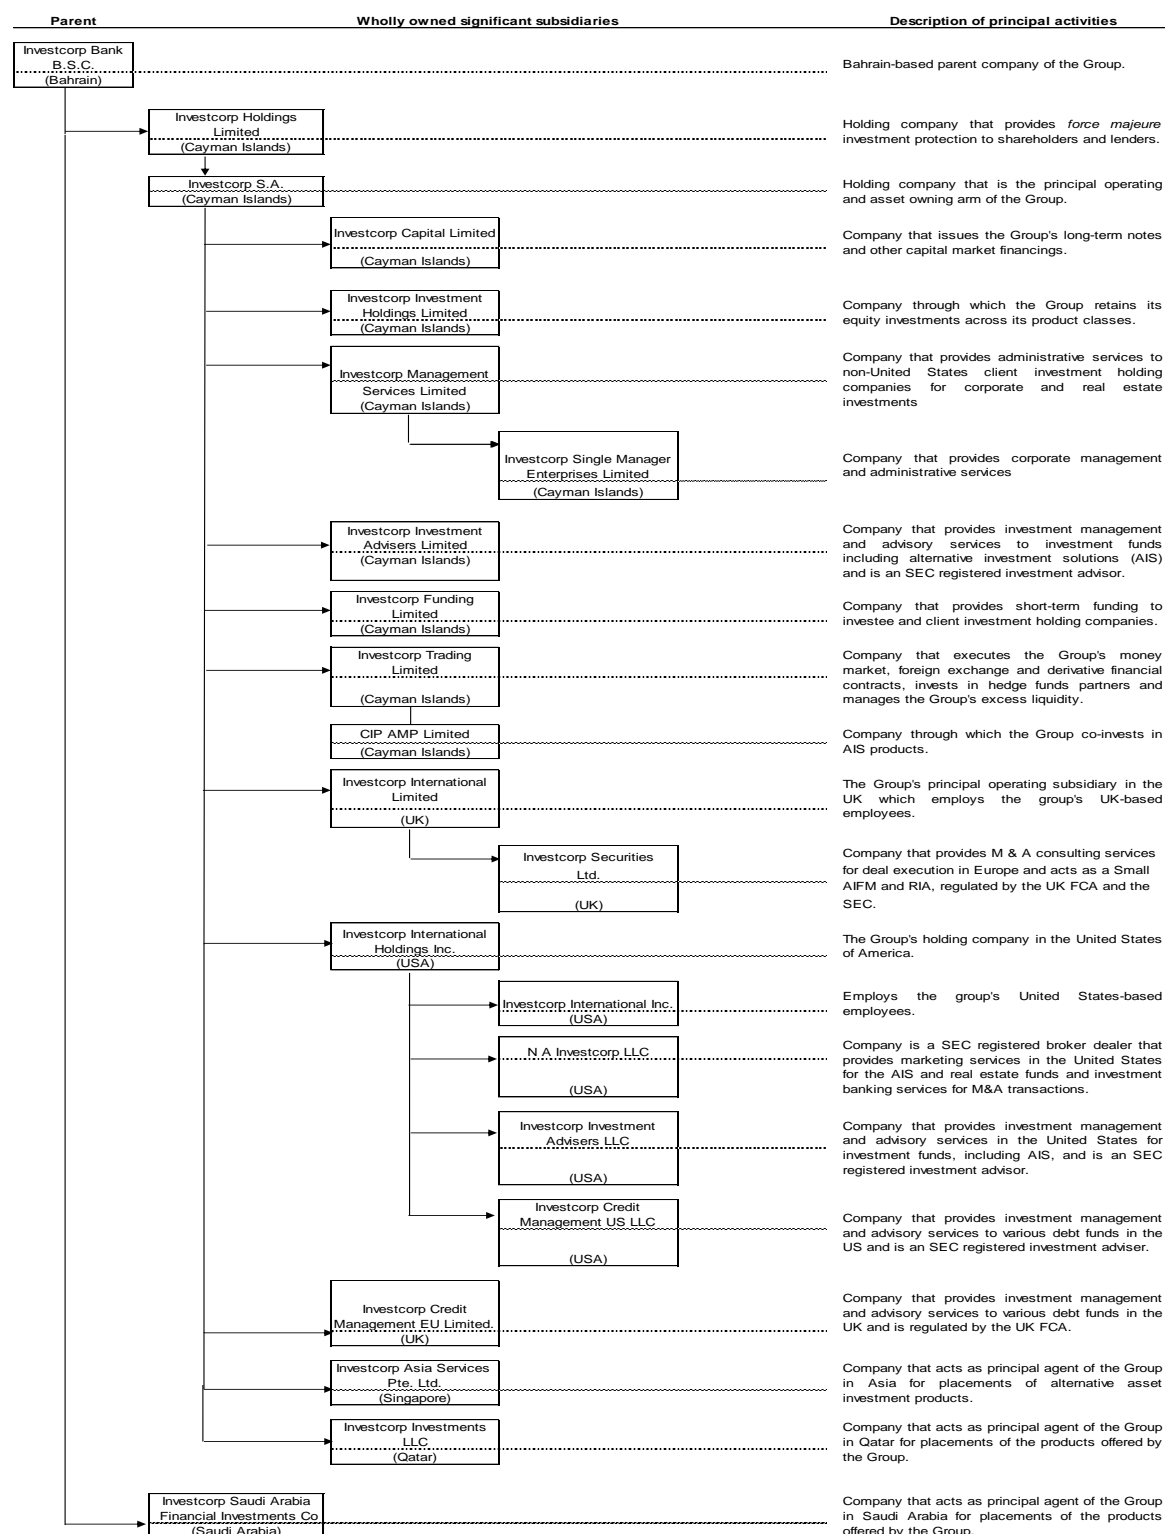 Parent Wholly owned significant subsidiaries Description of principal activities
Investcorp Bank
B.S.C.
(Bahrain)
Bahrain-based parent company of the Group.
Investcorp Holdings
Limited
(Cayman Islands)
Holding company that provides force majeure
investment protection to shareholders and lenders.
Investcorp S.A.
(Cayman Islands)
Holding company that is the principal operating
and asset owning arm of the Group.
Investcorp Capital Limited
(Cayman Islands)
Company that issues the Group's long-term notes
and other capital market financings.
Investcorp Investment
Holdings Limited
(Cayman Islands)
Company through which the Group retains its
equity investments across its product classes.
Investcorp Management
Services Limited
(Cayman Islands)
Company that provides administrative services to
non-United States client investment holding
companies for corporate and real estate
investments
Investcorp Single Manager
Enterprises Limited
(Cayman Islands)
Company that provides corporate management
and administrative services
Investcorp Investment
Advisers Limited
(Cayman Islands)
Company that provides investment management
and advisory services to investment funds
including alternative investment solutions (AIS)
and is an SEC registered investment advisor.
Investcorp Funding
Limited
(Cayman Islands)
Company that provides short-term funding to
investee and client investment holding companies.
Investcorp Trading
Limited
(Cayman Islands)
Company that executes the Group's money
market, foreign exchange and derivative financial
contracts, invests in hedge funds partners and
manages the Group's excess liquidity.
CIP AMP Limited
(Cayman Islands)
Company through which the Group co-invests in
AIS products.
Investcorp International
Limited
(UK)
The Group's principal operating subsidiary in the
UK which employs the group's UK-based
employees.
Investcorp Securities
Ltd.
(UK)
Company that provides M & A consulting services
for deal execution in Europe and acts as a Small
AIFM and RIA, regulated by the UK FCA and the
SEC.
Investcorp International
Holdings Inc.
(USA)
The Group's holding company in the United States
of America.
Investcorp International Inc.
(USA)
Employs the group's United States-based
employees.
N A Investcorp LLC
(USA)
Company is a SEC registered broker dealer that
provides marketing services in the United States
for the AIS and real estate funds and investment
banking services for M&A transactions.
Investcorp Investment
Advisers LLC
(USA)
Company that provides investment management
and advisory services in the United States for
investment funds, including AIS, and is an SEC
registered investment advisor.
Investcorp Credit
Management US LLC
(USA)
Company that provides investment management
and advisory services to various debt funds in the
US and is an SEC registered investment adviser.
Investcorp Credit
Management EU Limited.
(UK)
Company that provides investment management
and advisory services to various debt funds in the
UK and is regulated by the UK FCA.
Investcorp Asia Services
Pte. Ltd.
(Singapore)
Company that acts as principal agent of the Group
in Asia for placements of alternative asset
investment products.
Investcorp Investments
LLC
(Qatar)
Company that acts as principal agent of the Group
in Qatar for placements of the products offered by
the Group.
Investcorp Saudi Arabia
Financial Investments Co
(Saudi Arabia)
Company that acts as principal agent of the Group
in Saudi Arabia for placements of the products
offered by the Group.